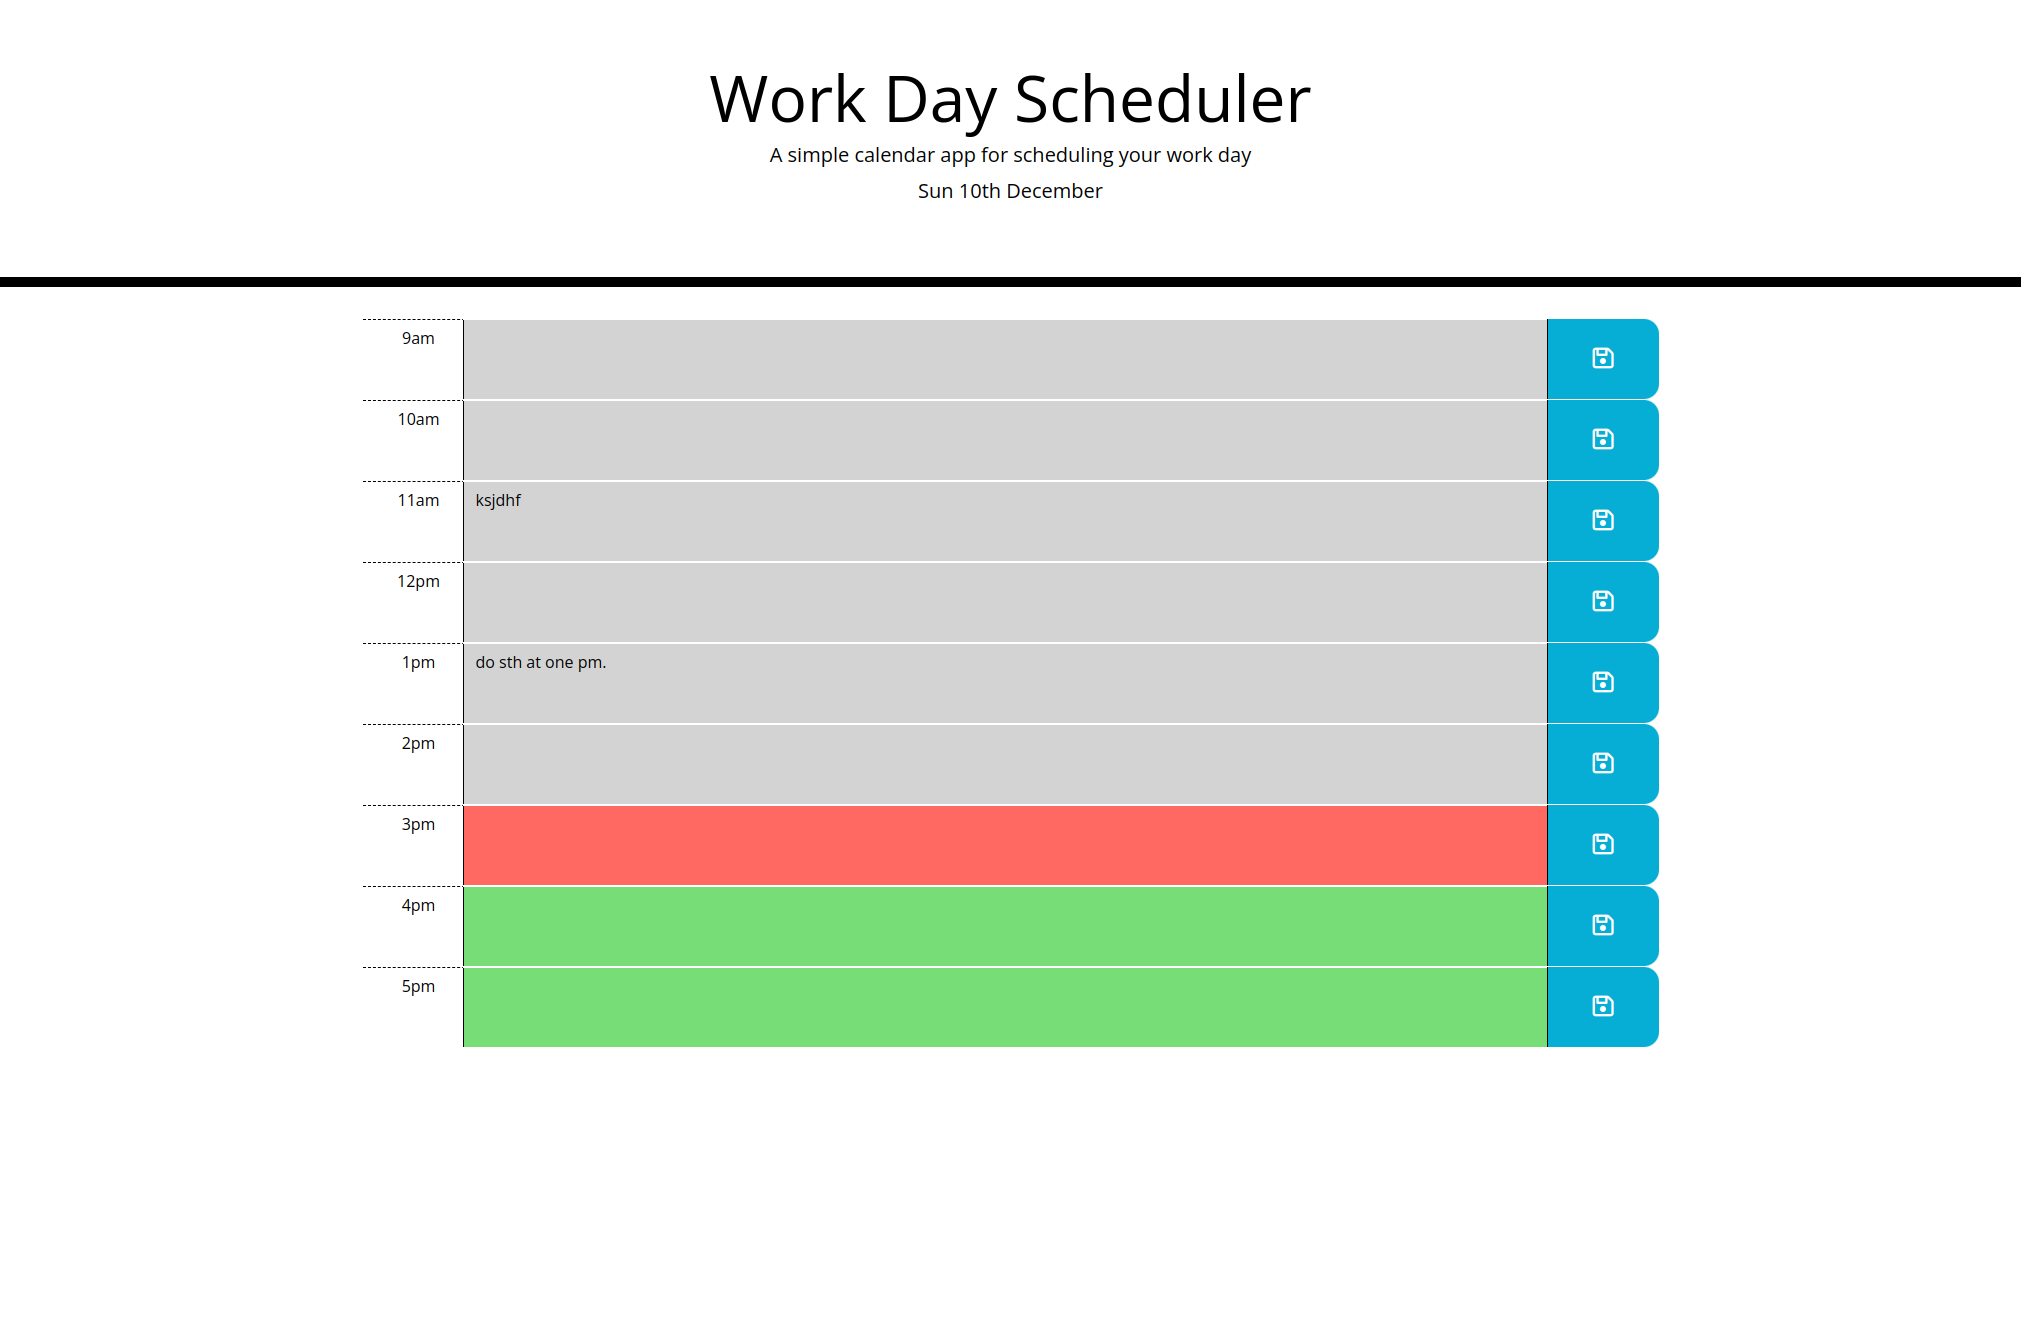 Work Day Scheduler
A simple calendar app for scheduling your work day
Sun 10th December
9am
10am
11am ksjdhf
12pm
1pm do sth at one pm.
2pm
3pm
4pm
5pm